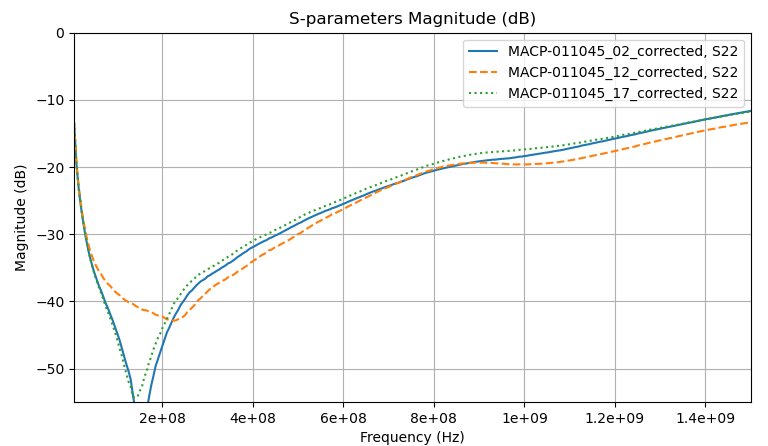 S-parameters Magnitude (dB)
MACP-011045_02_corrected, S22
MACP-011045_12_corrected, S22
MACP-011045_17_corrected, S22
Magnitude (dB)
0
−10
−20
−30
−40
−50
2e+08 4e+08 6e+08 8e+08 1e+09 1.2e+09 1.4e+09
Frequency (Hz)